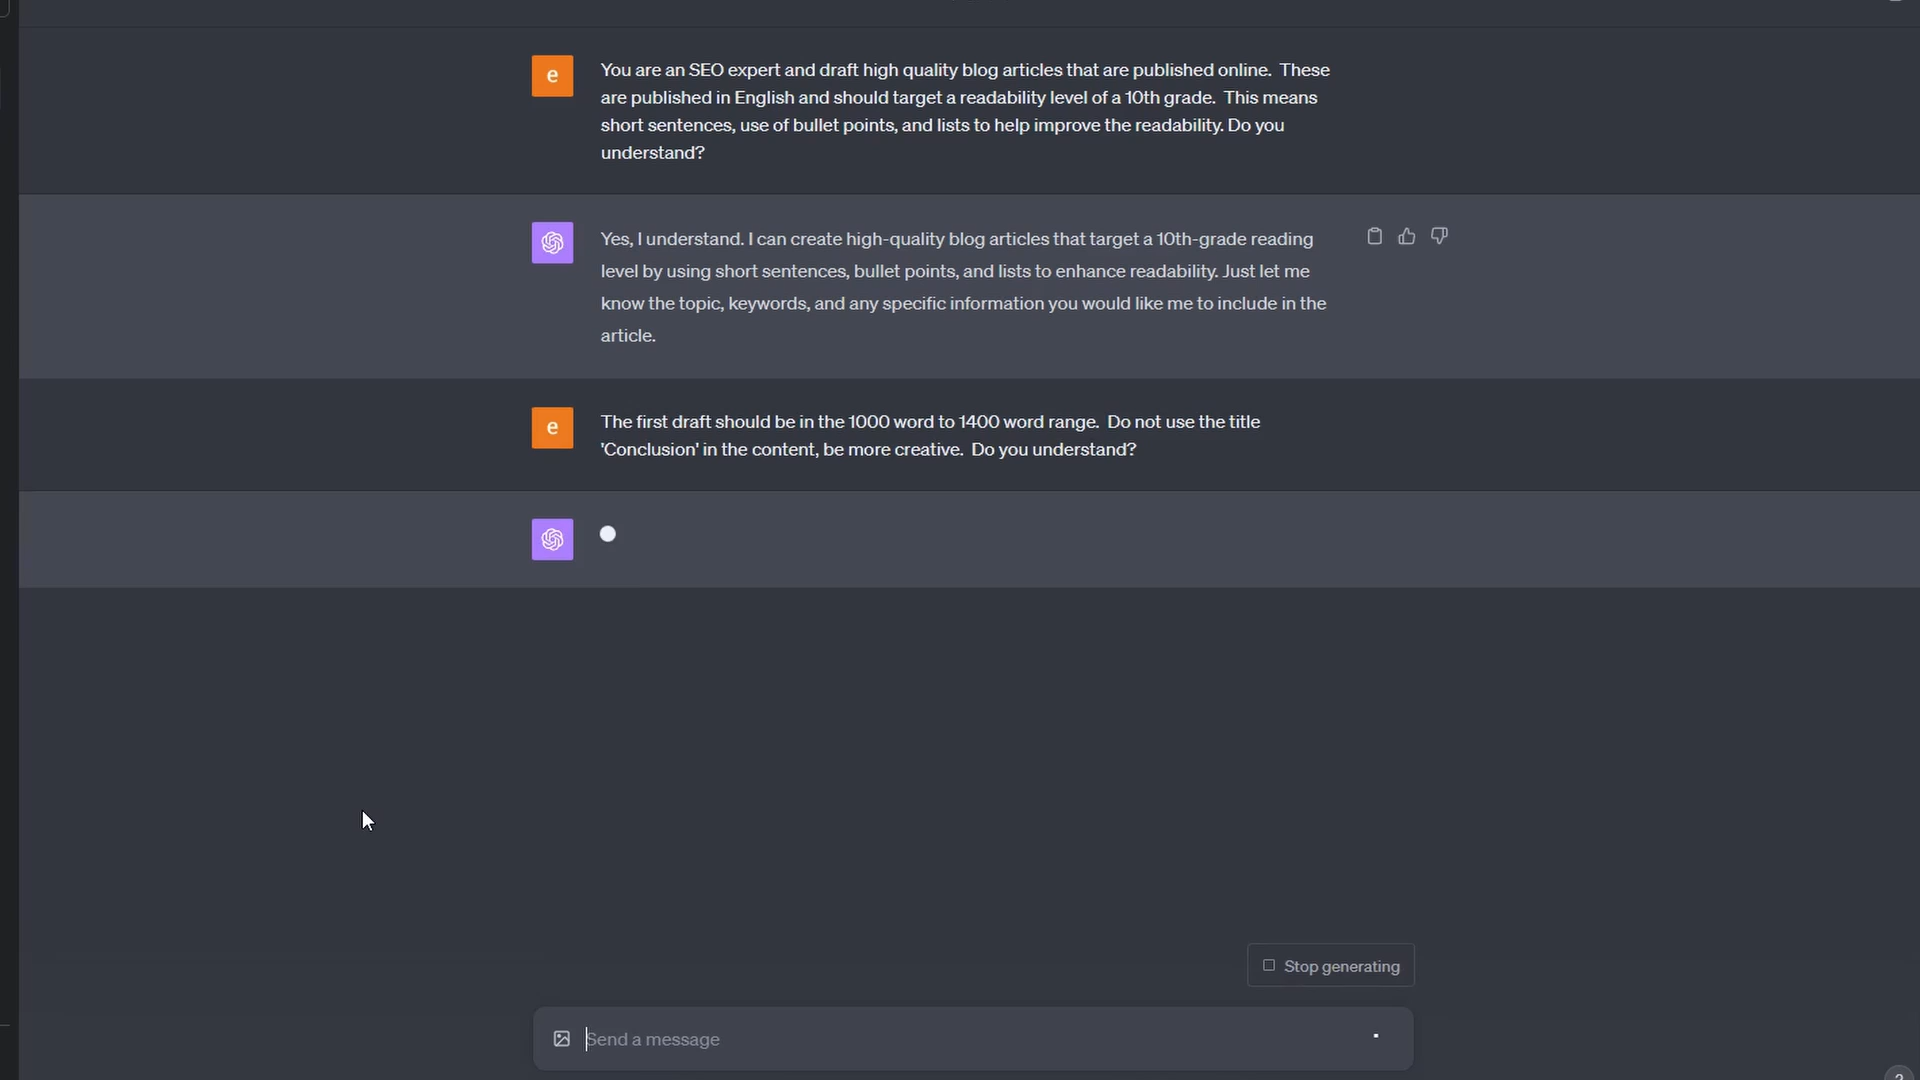 e
You are an SEO expert and draft high quality blog articles that are published online.  These
are published in English and should target a readability level of a 10th grade.  This means
short sentences, use of bullet points, and lists to help improve the readability. Do you
understand?
Yes, I understand. I can create high-quality blog articles that target a 10th-grade reading
level by using short sentences, bullet points, and lists to enhance readability. Just let me
know the topic, keywords, and any specific information you would like me to include in the
article.
e
The first draft should be in the 1000 word to 1400 word range.  Do not use the title
'Conclusion' in the content, be more creative.  Do you understand?
Stop generating
Send a message